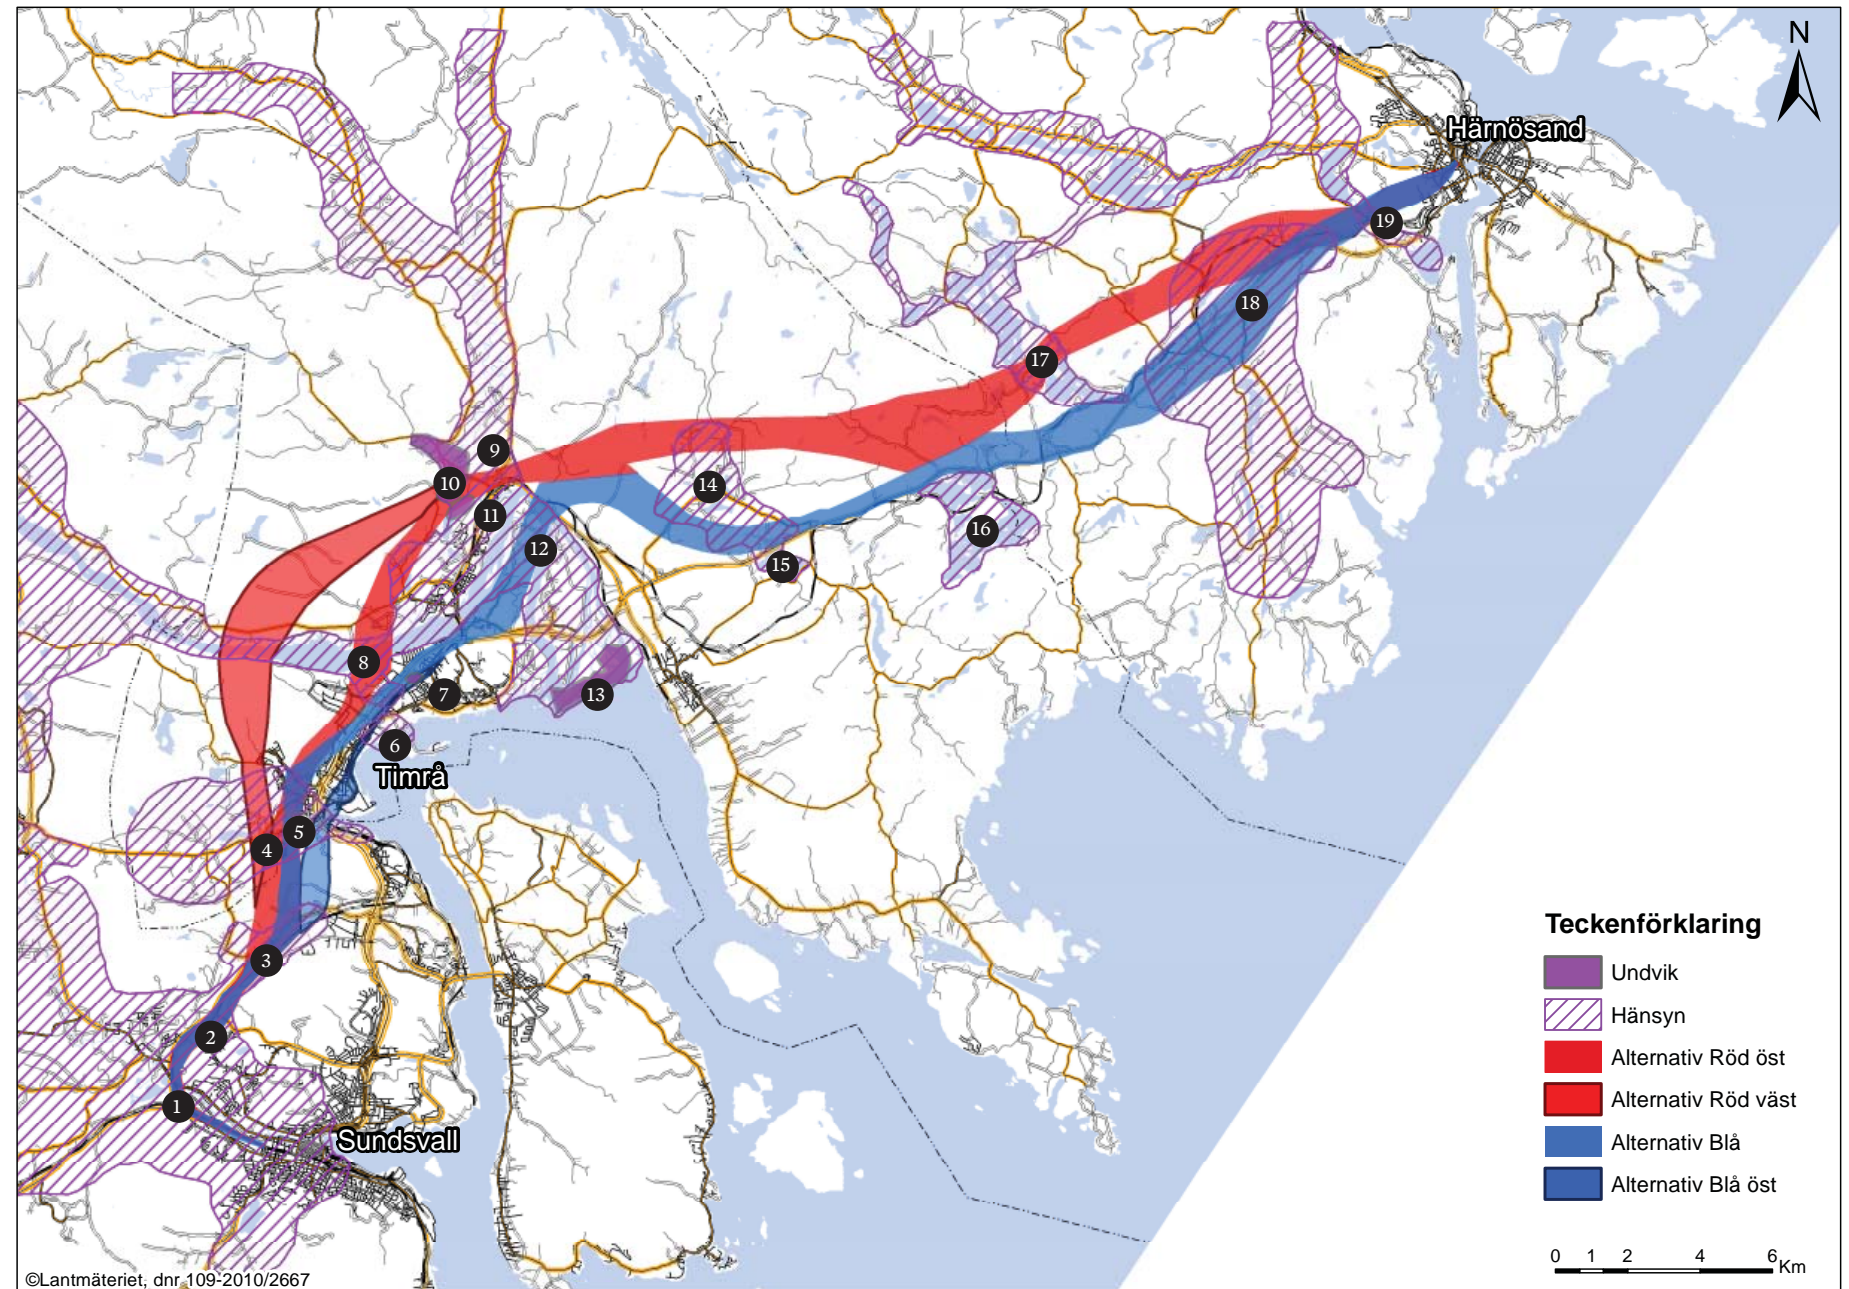 N
Härnösand
19
18
17
9
10
14
11
16
12
15
8
13
7
6
Timrå
5
4
3
2
1
Sundsvall
Teckenförklaring
Undvik
Hänsyn
Alternativ Röd öst
Alternativ Röd väst
Alternativ Blå
Alternativ Blå öst
0 1 2 4 6 Km
©Lantmäteriet, dnr 109-2010/2667